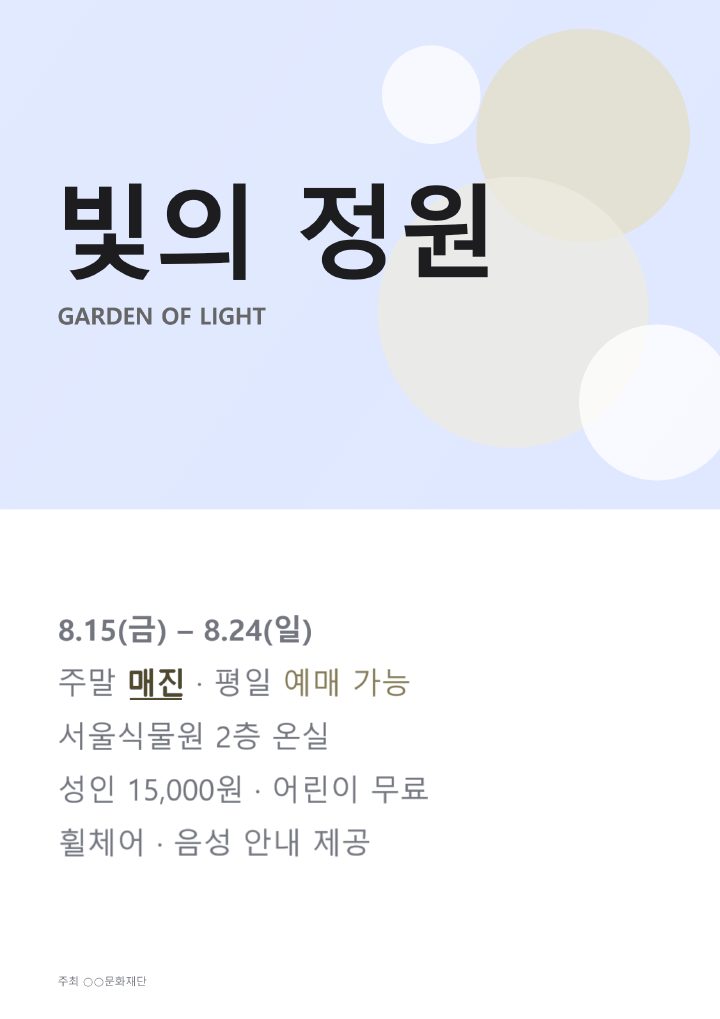 빛의 정원
GARDEN OF LIGHT
8.15(금) – 8.24(일)
주말 매진 · 평일 예매 가능
서울식물원 2층 온실
성인 15,000원 · 어린이 무료
휠체어 · 음성 안내 제공
주최 ○○문화재단